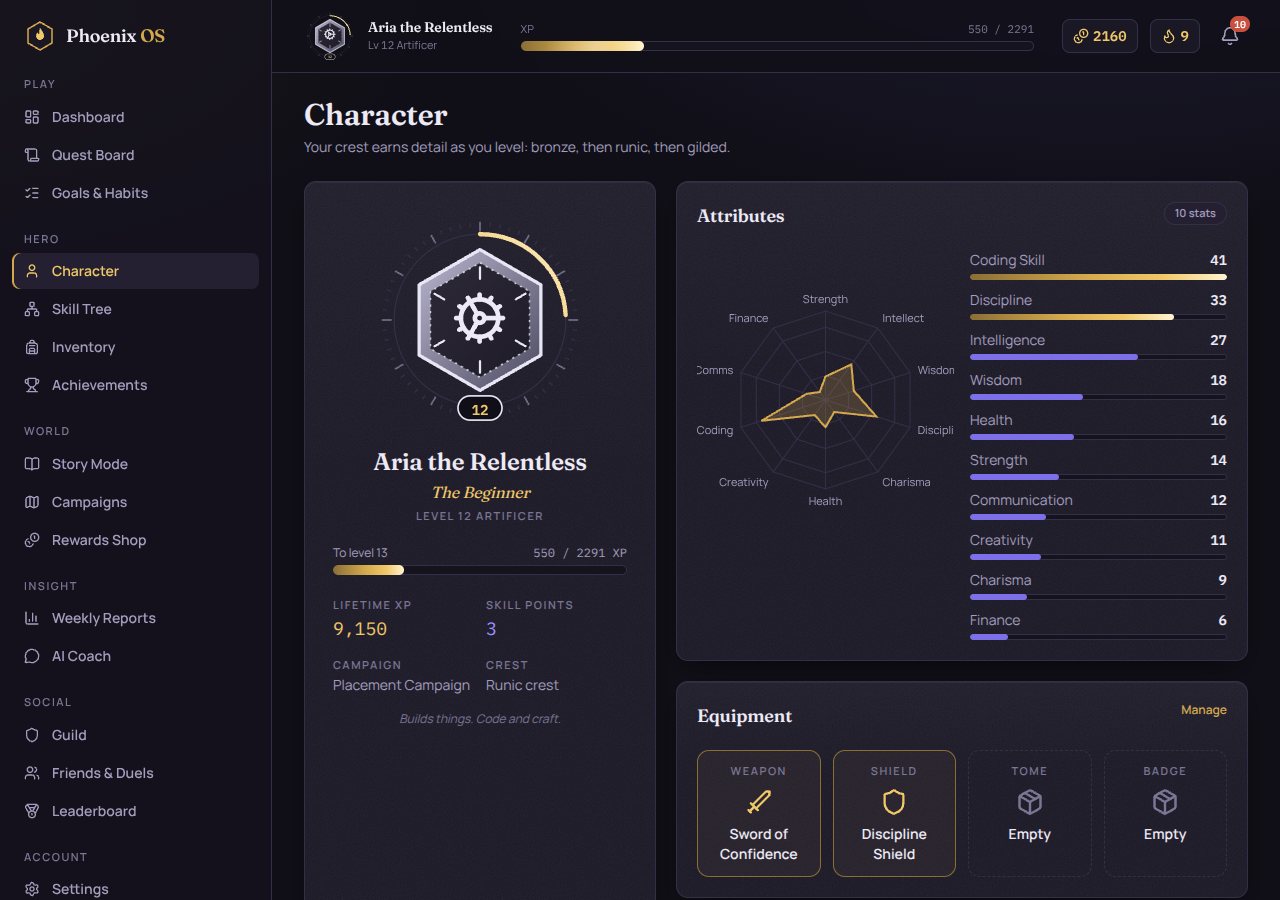 Phoenix OS
PLAY
Dashboard
Quest Board
Goals & Habits
HERO
Character
Skill Tree
Inventory
Achievements
WORLD
Story Mode
Campaigns
Rewards Shop
INSIGHT
Weekly Reports
AI Coach
SOCIAL
Guild
Friends & Duels
Leaderboard
ACCOUNT
Settings
Aria the Relentless
Lv 12 Artificer
XP
550 / 2291
2160
9
10
Character
Your crest earns detail as you level: bronze, then runic, then gilded.
12
Aria the Relentless
The Beginner
LEVEL 12 ARTIFICER
To level 13
550 / 2291 XP
LIFETIME XP
9,150
SKILL POINTS
3
CAMPAIGN
Placement Campaign
CREST
Runic crest
Builds things. Code and craft.
Attributes
10 stats
Strength
Finance
Intellect
Comms
Wisdon
Coding
Discipli
Creativity
Charisma
Health
Coding Skill 41
Discipline 33
Intelligence 27
Wisdom 18
Health 16
Strength 14
Communication 12
Creativity 11
Charisma 9
Finance 6
Equipment
Manage
WEAPON
Sword of
Confidence
SHIELD
Discipline
Shield
TOME
Empty
BADGE
Empty